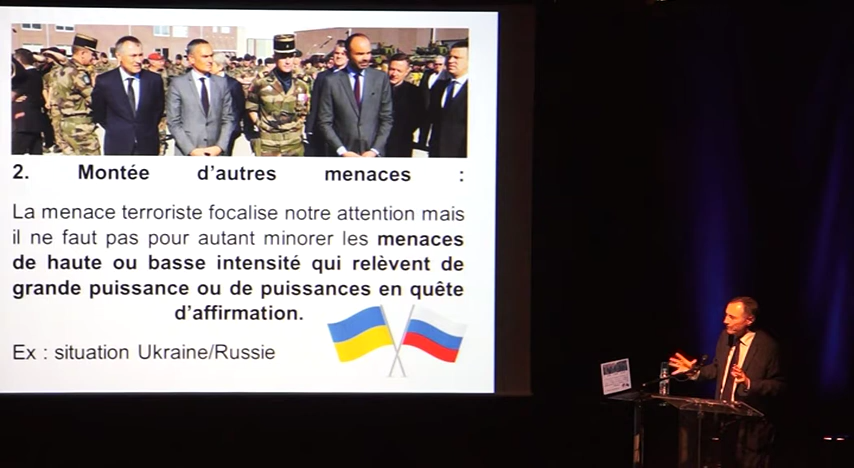 2. Montée d'autres menaces :
La menace terroriste focalise notre attention mais
il ne faut pas pour autant minorer les menaces
de haute ou basse intensité qui relèvent de
grande puissance ou de puissances en quête
d'affirmation.
Ex : situation Ukraine/Russie